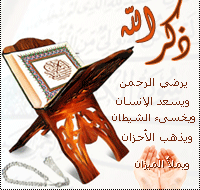 ذكر الله
يرضي الرحمن
ويسعد الإنسان
ويخسىء الشيطان
ويذهب الأحزان
ويملأ الميزان